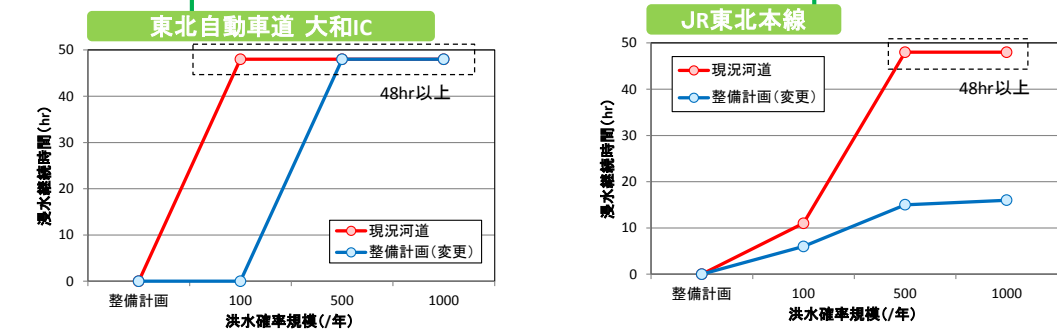 東北自動車道 大和IC
50
40
30
20
10
0
浸水継続時間(hr)
48hr以上
現況河道
整備計画(変更)
整備計画
100
500
1000
洪水確率規模(/年)
JR東北本線
50
40
30
20
10
0
浸水継続時間(hr)
現況河道
整備計画(変更)
48hr以上
整備計画
100
500
1000
洪水確率規模(/年)